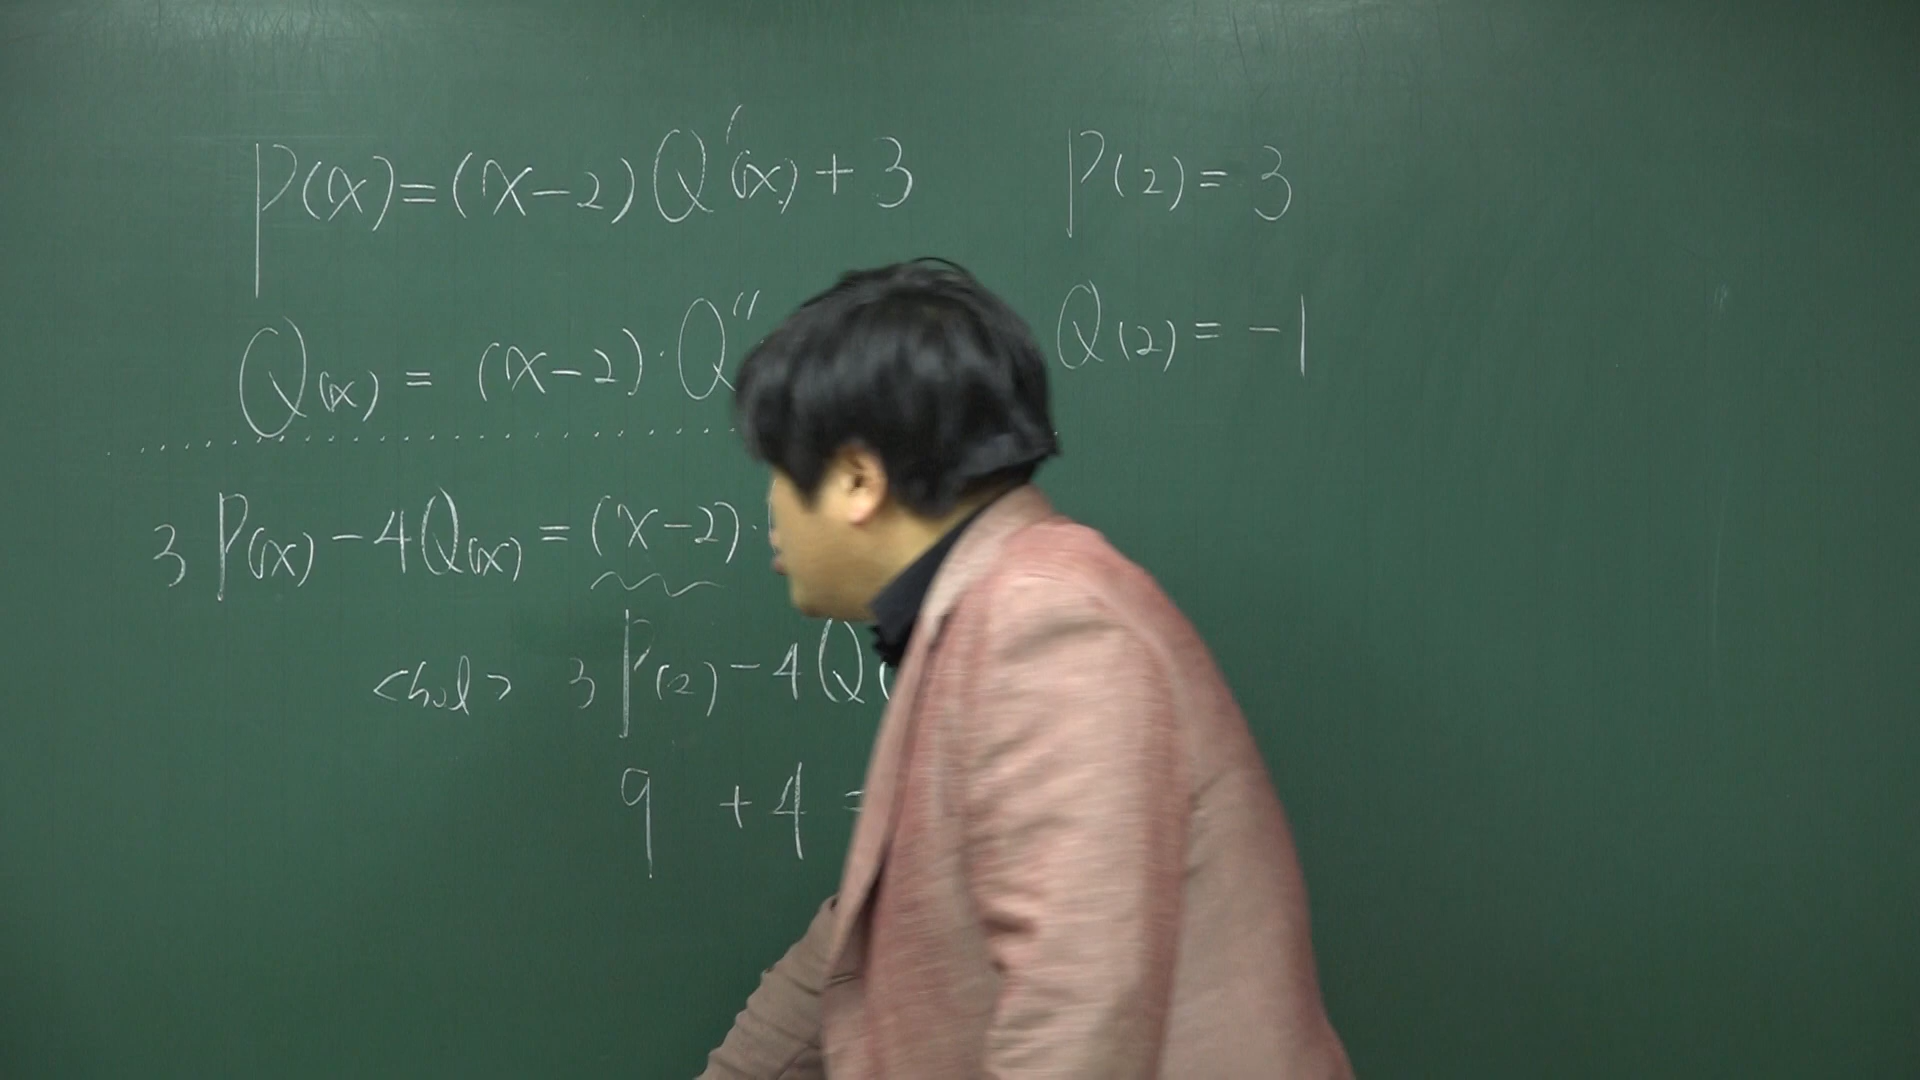 P(x)=(x-2)Q'(x)+3 P(2)=3
Q(x) = (x-2)·Q'' Q(2)=-1
3P(x)-4Q(x)=(x-2)·
<sol> 3P(2)-4Q(
9 +4 =